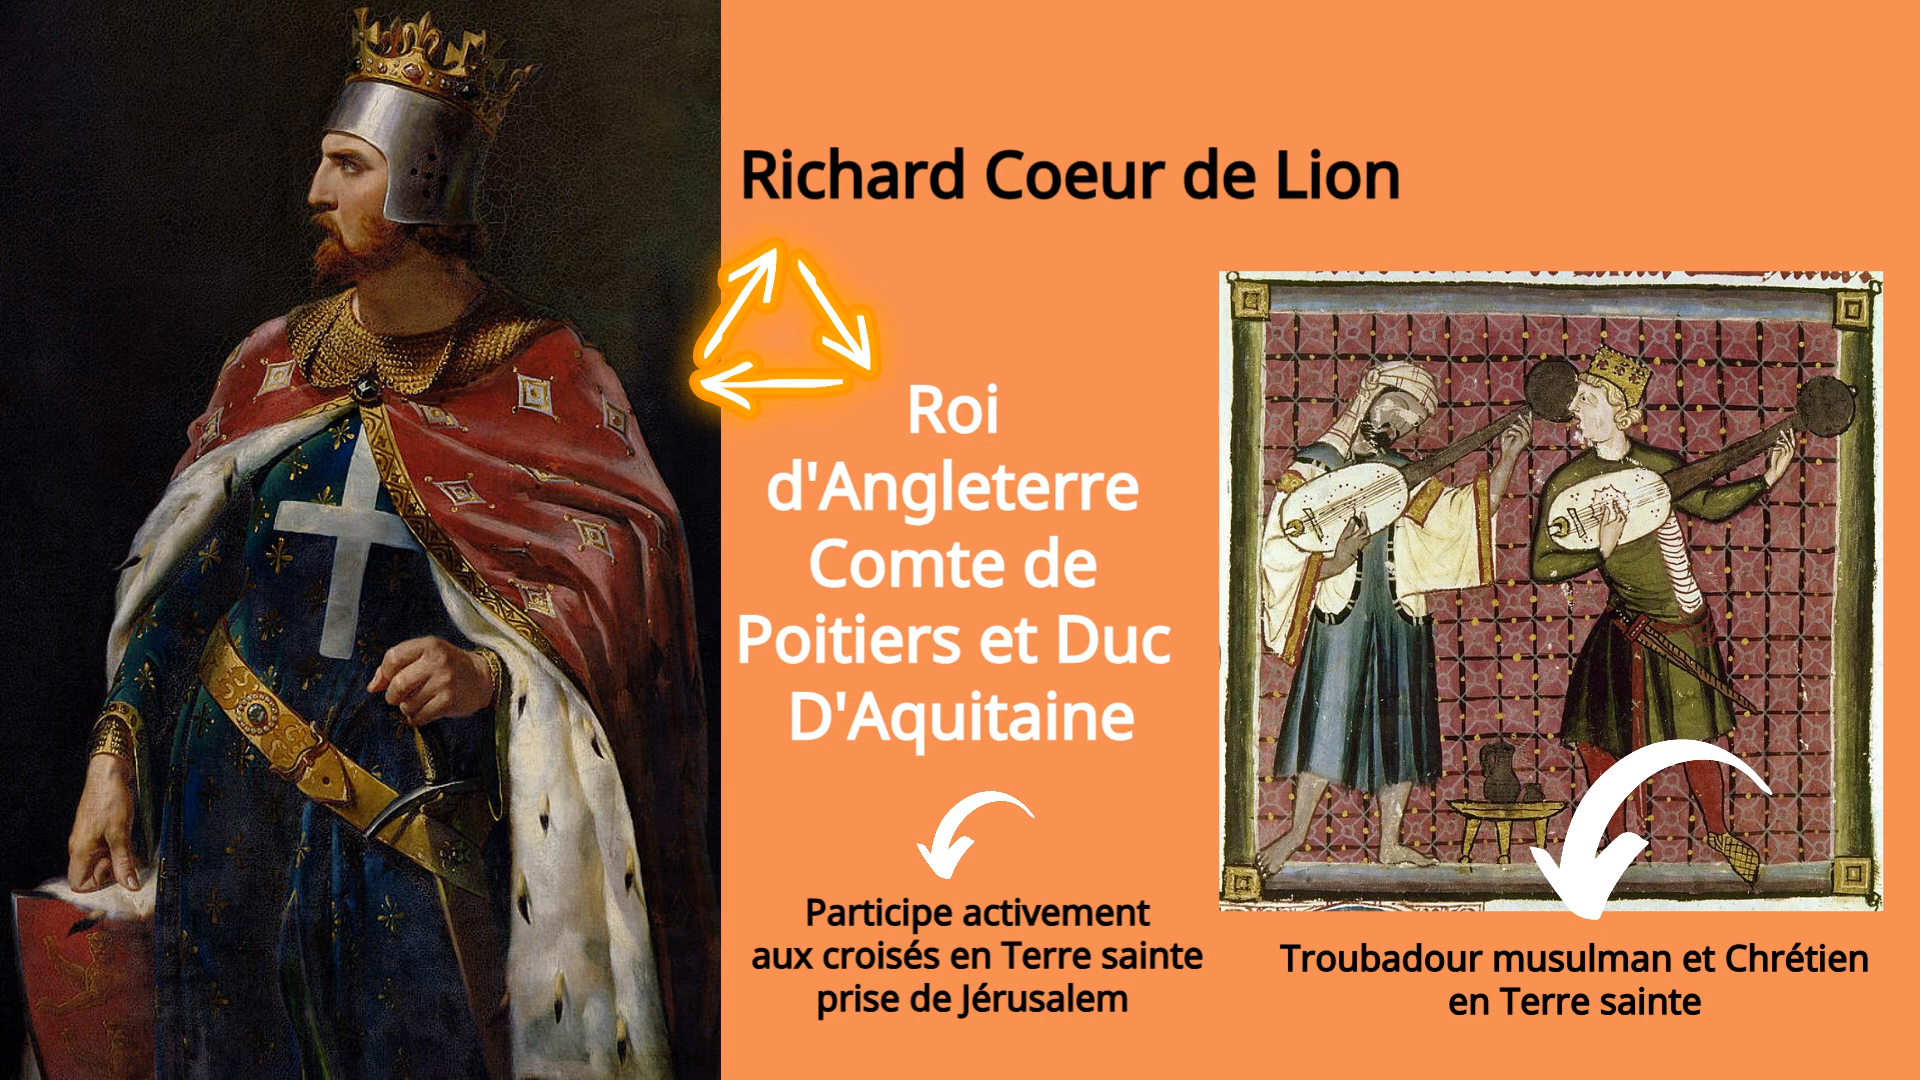 Richard Coeur de Lion
Roi
d'Angleterre
Comte de
Poitiers et Duc
D'Aquitaine
Participe activement
aux croisés en Terre sainte
prise de Jérusalem
Troubadour musulman et Chrétien
en Terre sainte